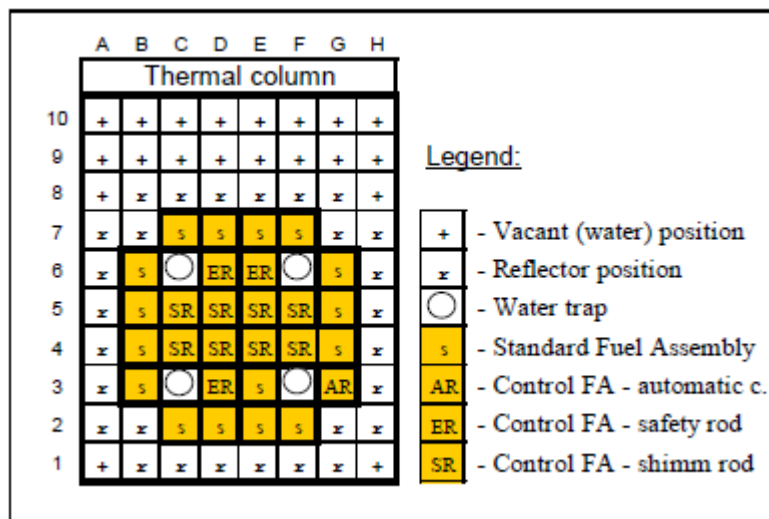 A B C D E F G H
Thermal column
10 + + + + + + + +
9 + + + + + + + +
8 + r r r r r r +
7 r r s s s s r r
6 r s ER ER s r
5 r s SR SR SR SR s r
4 r s SR SR SR SR s r
3 r s ER s AR r
2 r r s s s s r r
1 + r r r r r r +
Legend:
+ - Vacant (water) position
r - Reflector position
- Water trap
s - Standard Fuel Assembly
AR - Control FA - automatic c.
ER - Control FA - safety rod
SR - Control FA - shimm rod